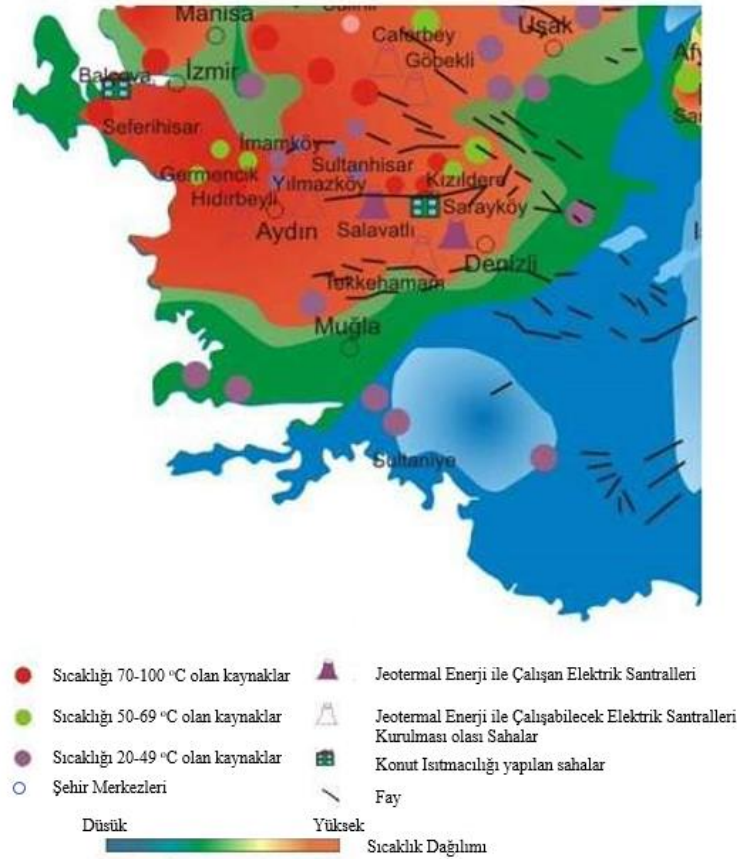 Manisa
Caferbey
Uşak
Göbekli
Balçova
İzmir
Seferihisar
İmamköy
Sultanhisar
Germencik
Yılmazköy
Kızıldere
Hıdırbeyli
Sarayköy
Aydın
Salavatlı
Denizli
Tekkehamam
Muğla
Sultaniye
Sıcaklığı 70-100 °C olan kaynaklar
Jeotermal Enerji ile Çalışan Elektrik Santralleri
Sıcaklığı 50-69 °C olan kaynaklar
Jeotermal Enerji ile Çalışabilecek Elektrik Santralleri
Kurulması olası Sahalar
Sıcaklığı 20-49 °C olan kaynaklar
Konut Isıtmacılığı yapılan sahalar
Şehir Merkezleri
Fay
Düşük
Yüksek
Sıcaklık Dağılımı